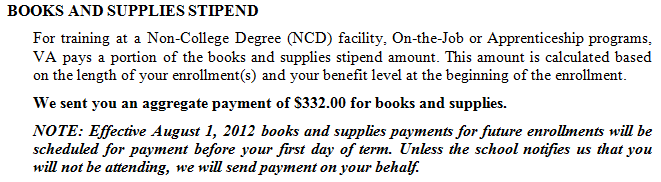 BOOKS AND SUPPLIES STIPEND
For training at a Non-College Degree (NCD) facility, On-the-Job or Apprenticeship programs,
VA pays a portion of the books and supplies stipend amount. This amount is calculated based
on the length of your enrollment(s) and your benefit level at the beginning of the enrollment.
We sent you an aggregate payment of $332.00 for books and supplies.
NOTE: Effective August 1, 2012 books and supplies payments for future enrollments will be
scheduled for payment before your first day of term. Unless the school notifies us that you
will not be attending, we will send payment on your behalf.